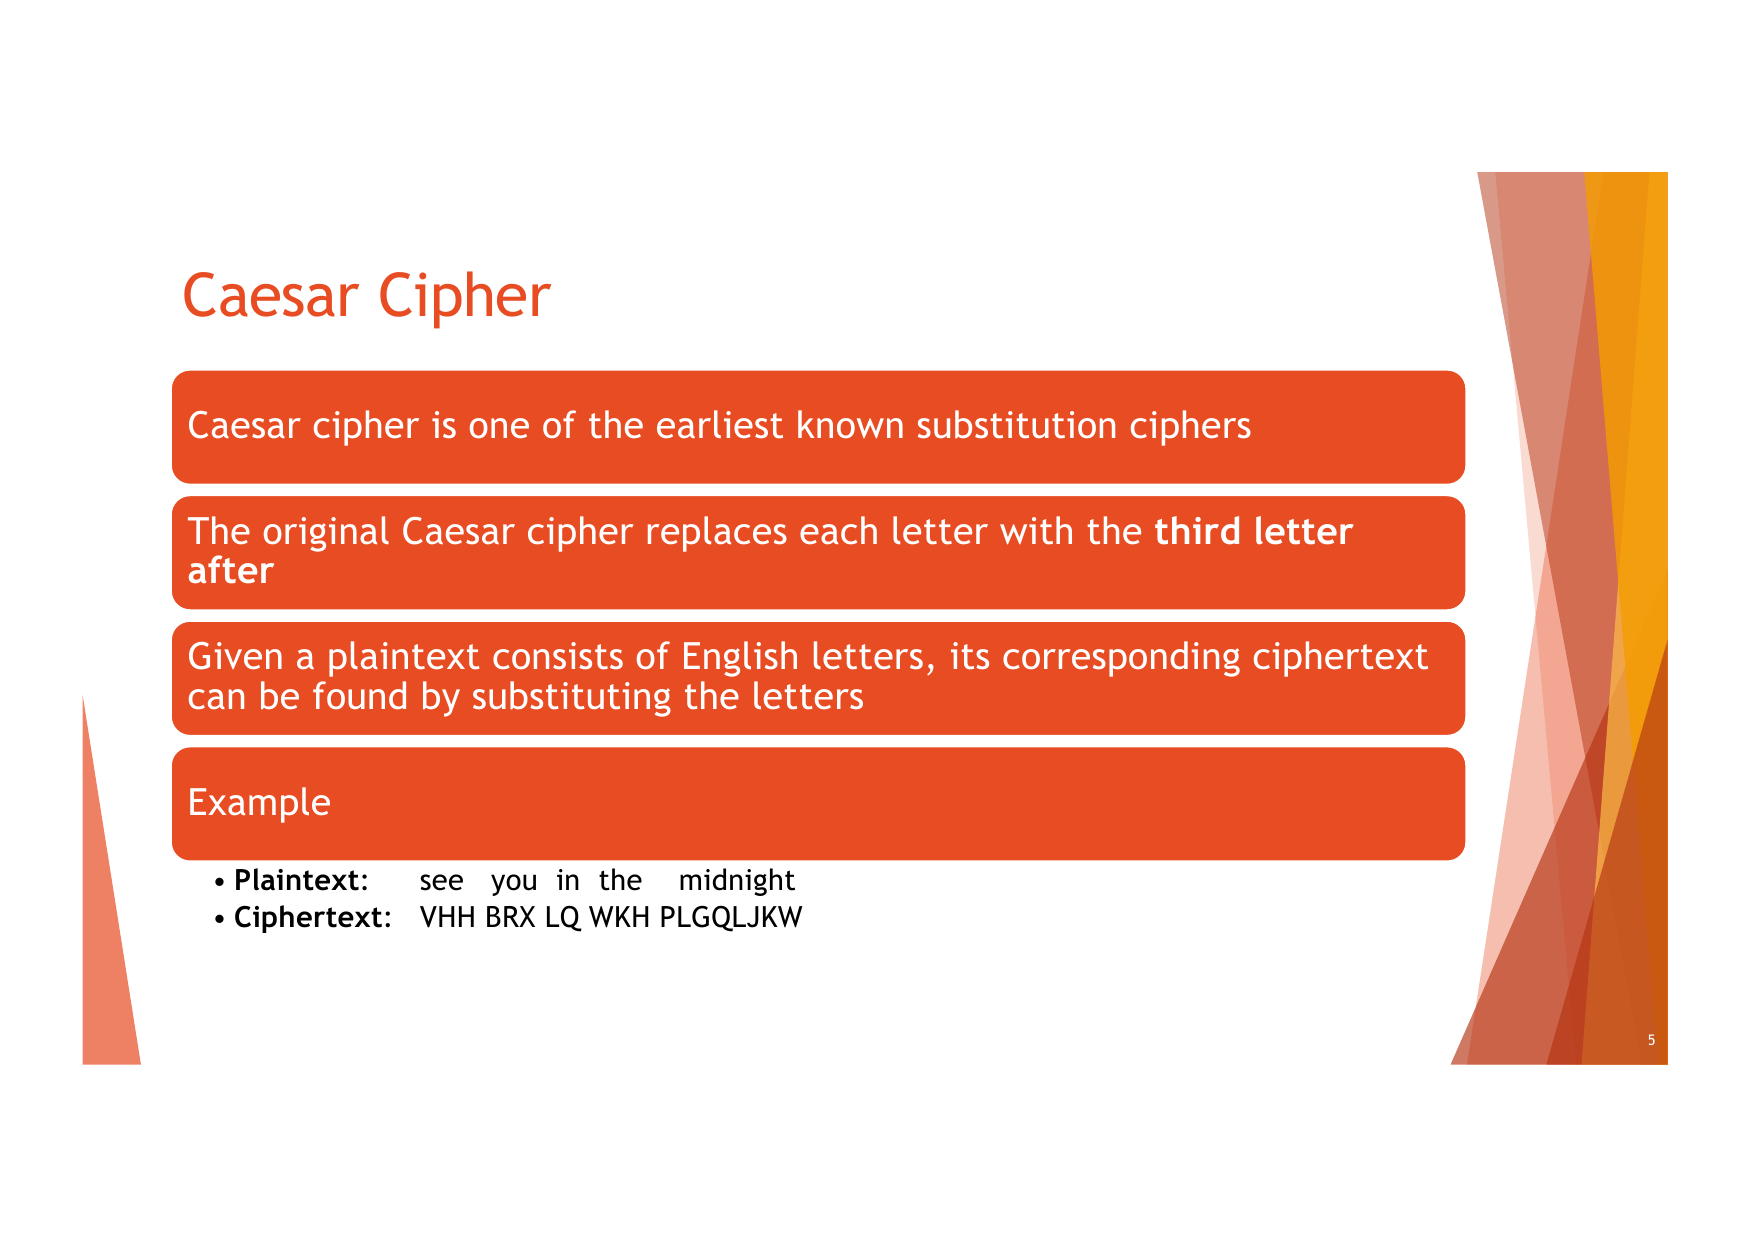 Caesar Cipher
Caesar cipher is one of the earliest known substitution ciphers
The original Caesar cipher replaces each letter with the third letter
after
Given a plaintext consists of English letters, its corresponding ciphertext
can be found by substituting the letters
Example
• Plaintext: see you in the midnight
• Ciphertext: VHH BRX LQ WKH PLGQLJKW
5